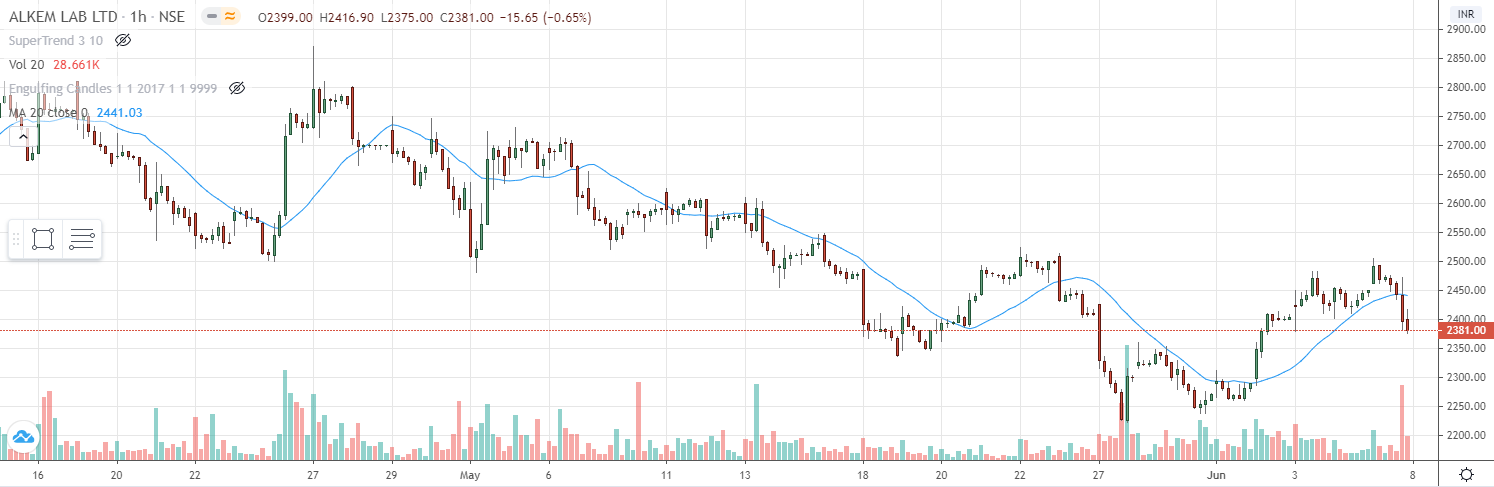 ALKEM LAB LTD · 1h · NSE O2399.00 H2416.90 L2375.00 C2381.00 −15.65 (−0.65%)
SuperTrend 3 10
Vol 20 28.661K
Engulfing Candles 1 1 2017 1 1 9999
MA 20 close 0 2441.03
INR
2900.00
2850.00
2800.00
2750.00
2700.00
2650.00
2600.00
2550.00
2500.00
2450.00
2400.00
2381.00
2350.00
2300.00
2250.00
2200.00
16 20 22 27 29 May 6 11 13 18 20 22 27 Jun 3 8